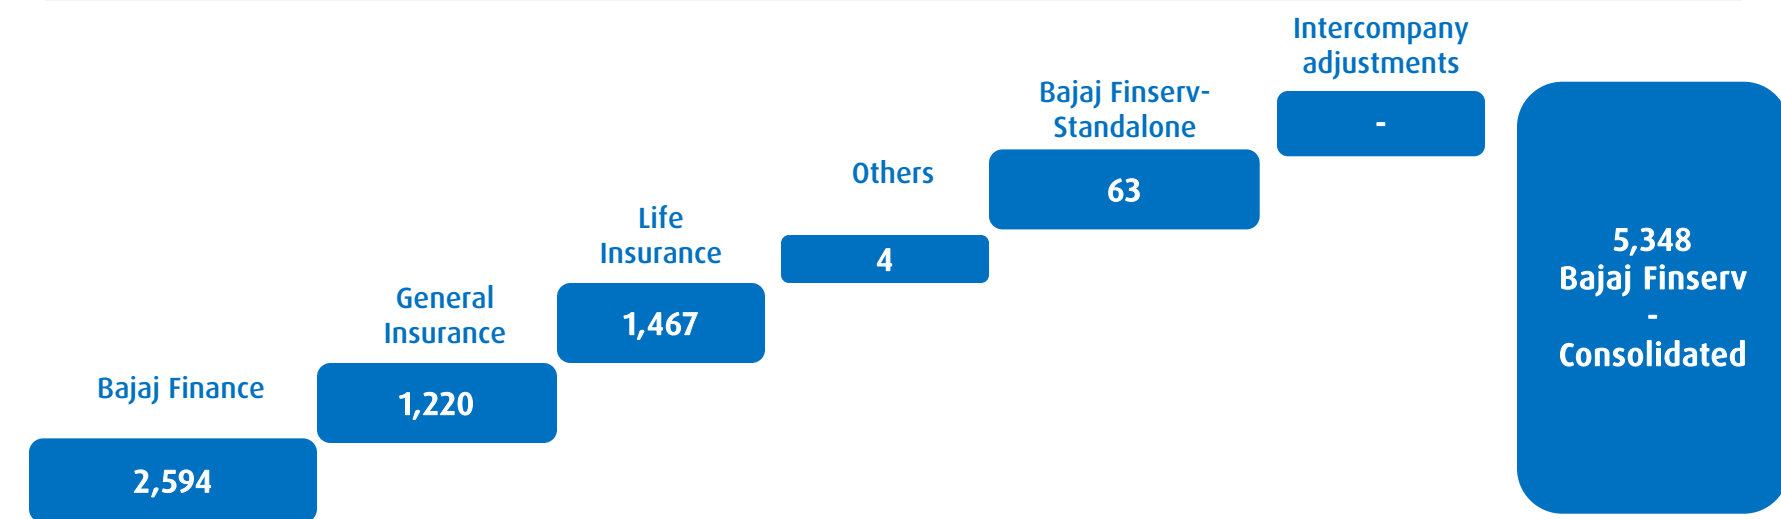 Intercompany
adjustments
-
Bajaj Finserv-
Standalone
63
Others
4
Life
Insurance
1,467
General
Insurance
1,220
Bajaj Finance
2,594
5,348
Bajaj Finserv
-
Consolidated